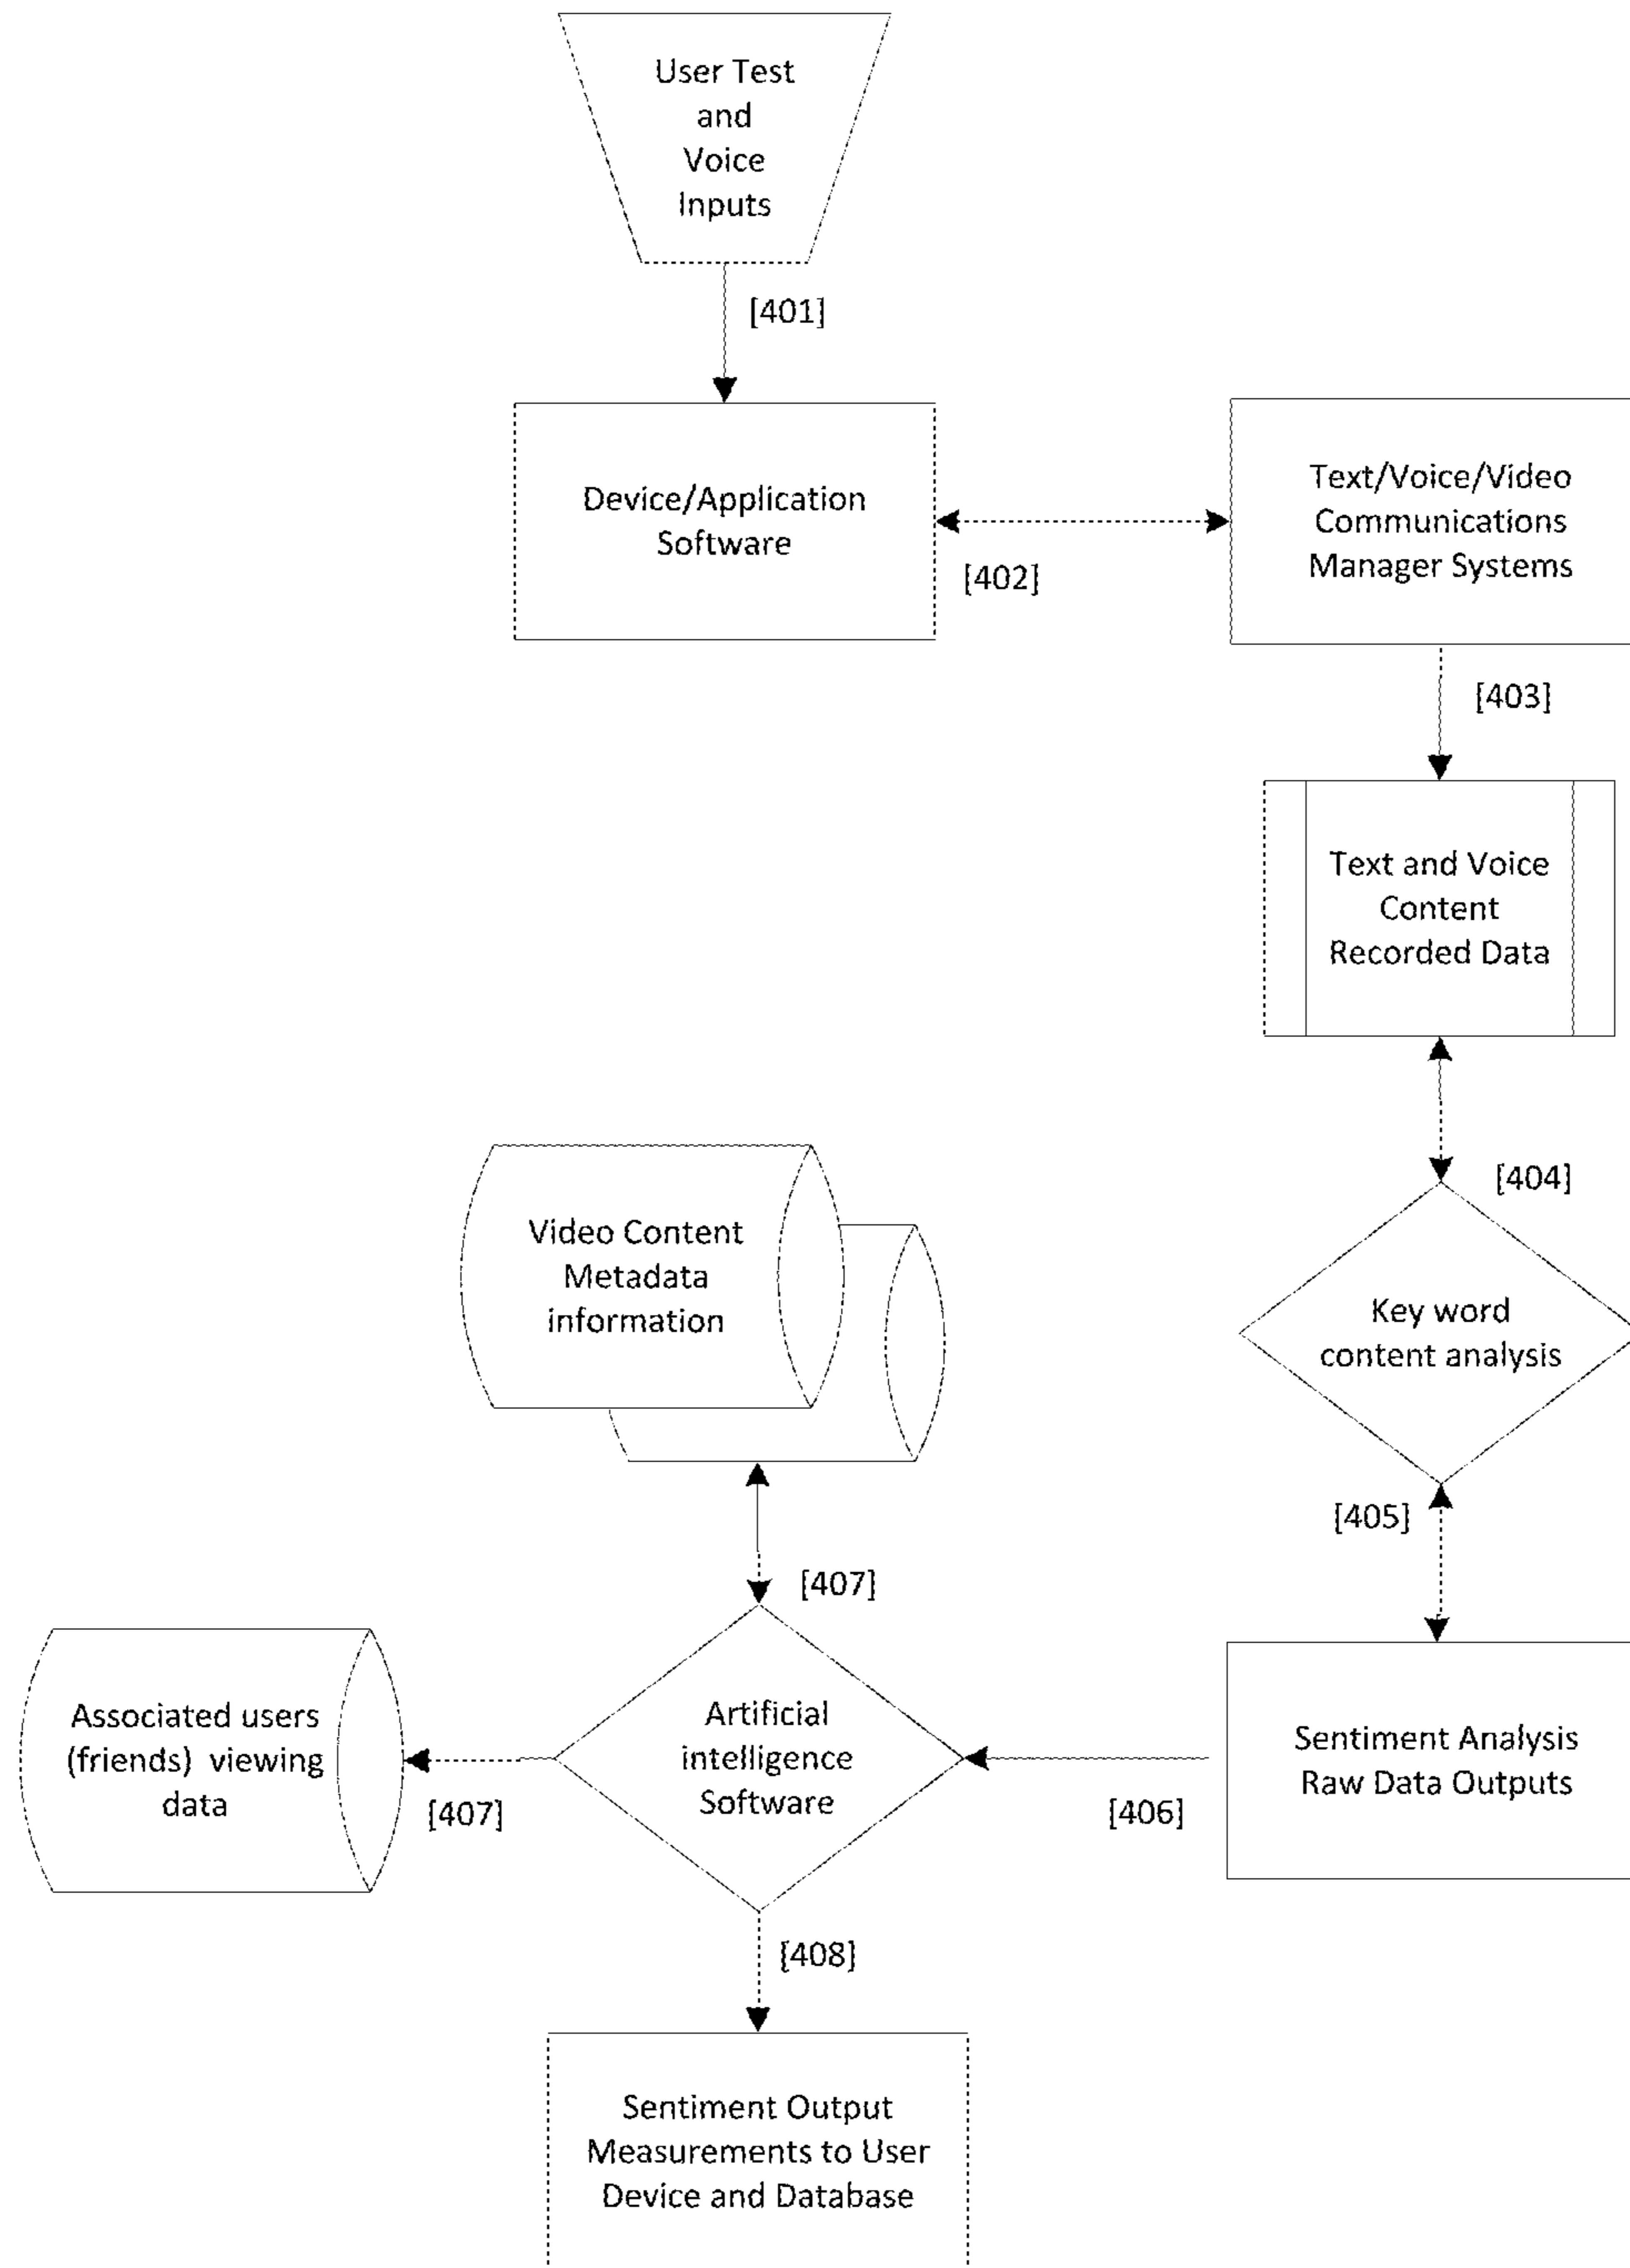 User Test
and
Voice
Inputs
[401]
Device/Application
Software
[402]
Text/Voice/Video
Communications
Manager Systems
[403]
Text and Voice
Content
Recorded Data
[404]
Key word
content analysis
[405]
Video Content
Metadata
information
[407]
Associated users
(friends) viewing
data
[407]
Artificial
intelligence
Software
[406]
Sentiment Analysis
Raw Data Outputs
[408]
Sentiment Output
Measurements to User
Device and Database